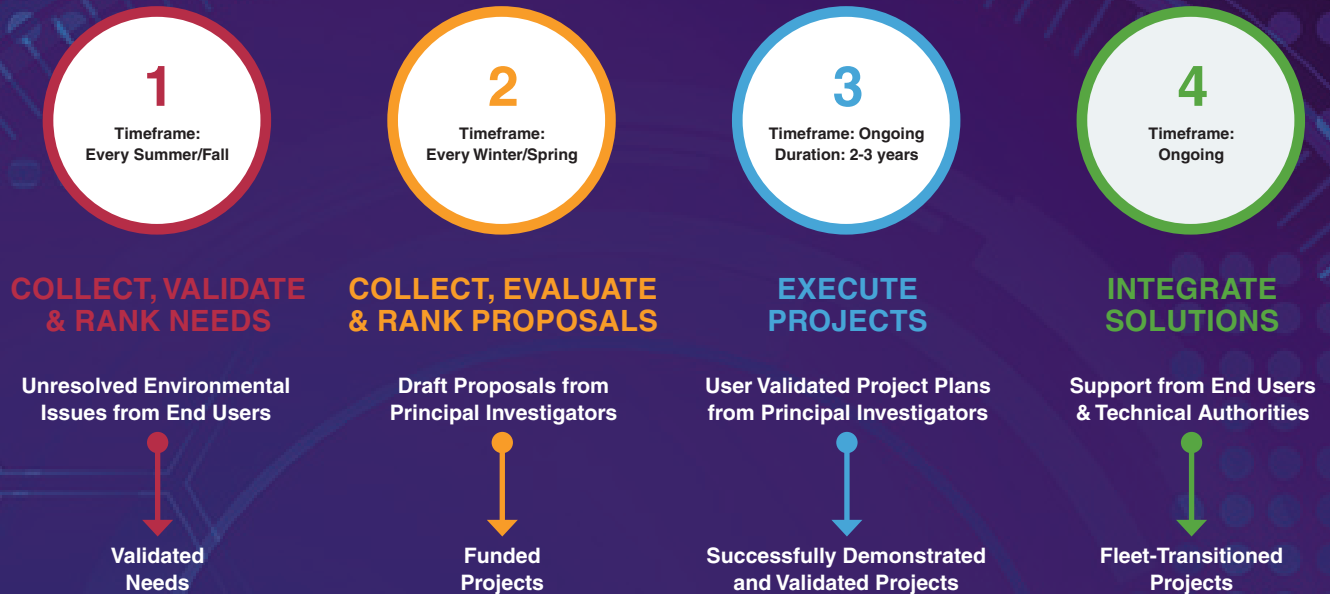 1
Timeframe:
Every Summer/Fall
COLLECT, VALIDATE
& RANK NEEDS
Unresolved Environmental
Issues from End Users
Validated
Needs
2
Timeframe:
Every Winter/Spring
COLLECT, EVALUATE
& RANK PROPOSALS
Draft Proposals from
Principal Investigators
Funded
Projects
3
Timeframe: Ongoing
Duration: 2-3 years
EXECUTE
PROJECTS
User Validated Project Plans
from Principal Investigators
Successfully Demonstrated
and Validated Projects
4
Timeframe:
Ongoing
INTEGRATE
SOLUTIONS
Support from End Users
& Technical Authorities
Fleet-Transitioned
Projects